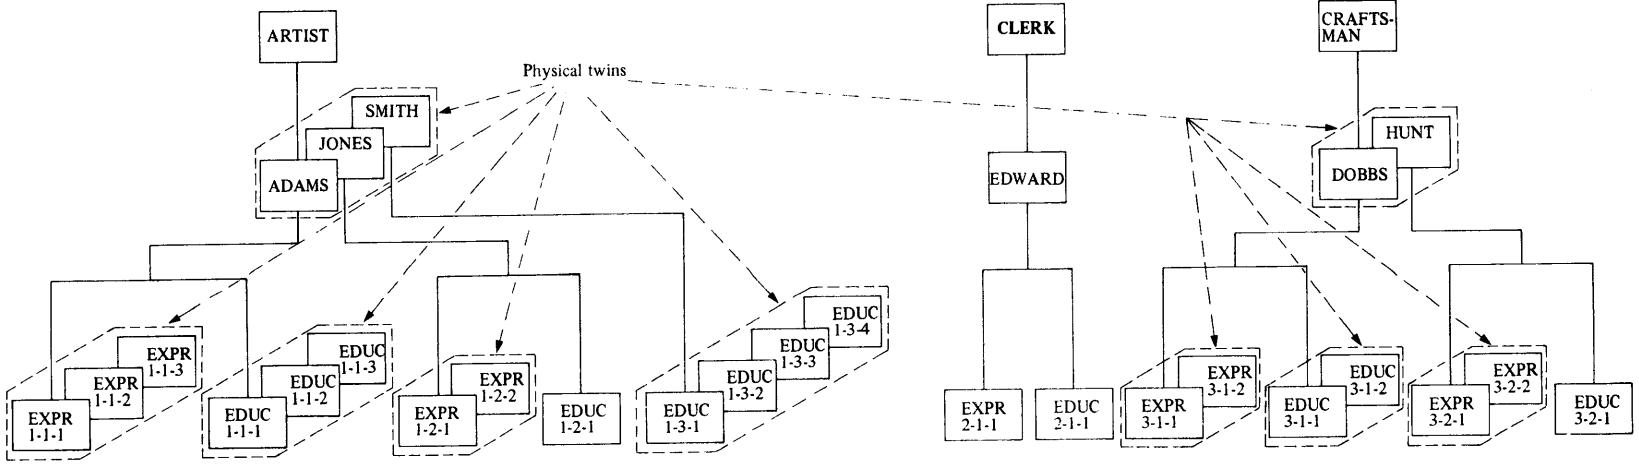 ARTIST
CLERK
CRAFTS-
MAN
Physical twins
SMITH
JONES
ADAMS
EDWARD
HUNT
DOBBS
EXPR
1-1-3
EXPR
1-1-2
EXPR
1-1-1
EDUC
1-1-3
EDUC
1-1-2
EDUC
1-1-1
EXPR
1-2-2
EXPR
1-2-1
EDUC
1-2-1
EDUC
1-3-4
EDUC
1-3-3
EDUC
1-3-2
EDUC
1-3-1
EXPR
2-1-1
EDUC
2-1-1
EXPR
3-1-2
EXPR
3-1-1
EDUC
3-1-2
EDUC
3-1-1
EXPR
3-2-2
EXPR
3-2-1
EDUC
3-2-1